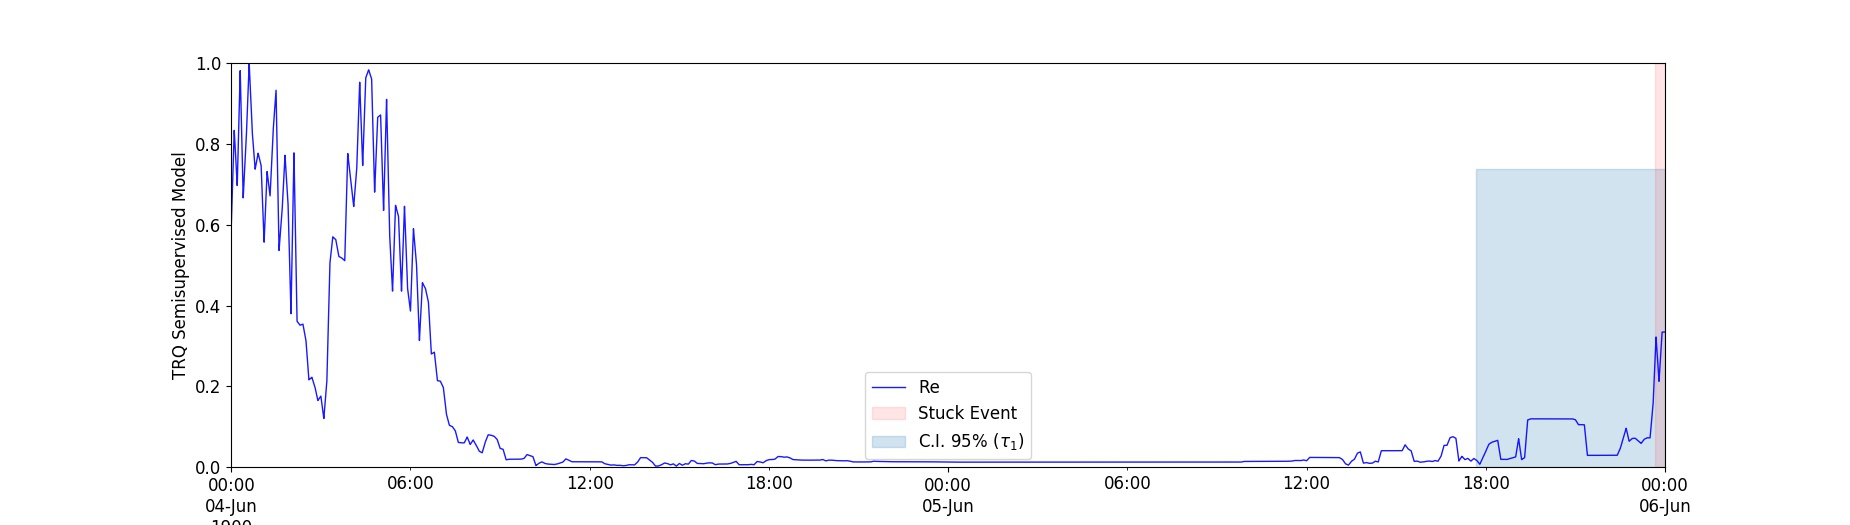 TRQ Semisupervised Model
1.0
0.8
0.6
0.4
0.2
0.0
Re
Stuck Event
C.I. 95% (τ₁)
00:00 06:00 12:00 18:00 00:00 06:00 12:00 18:00 00:00
04-Jun 05-Jun 06-Jun
1900